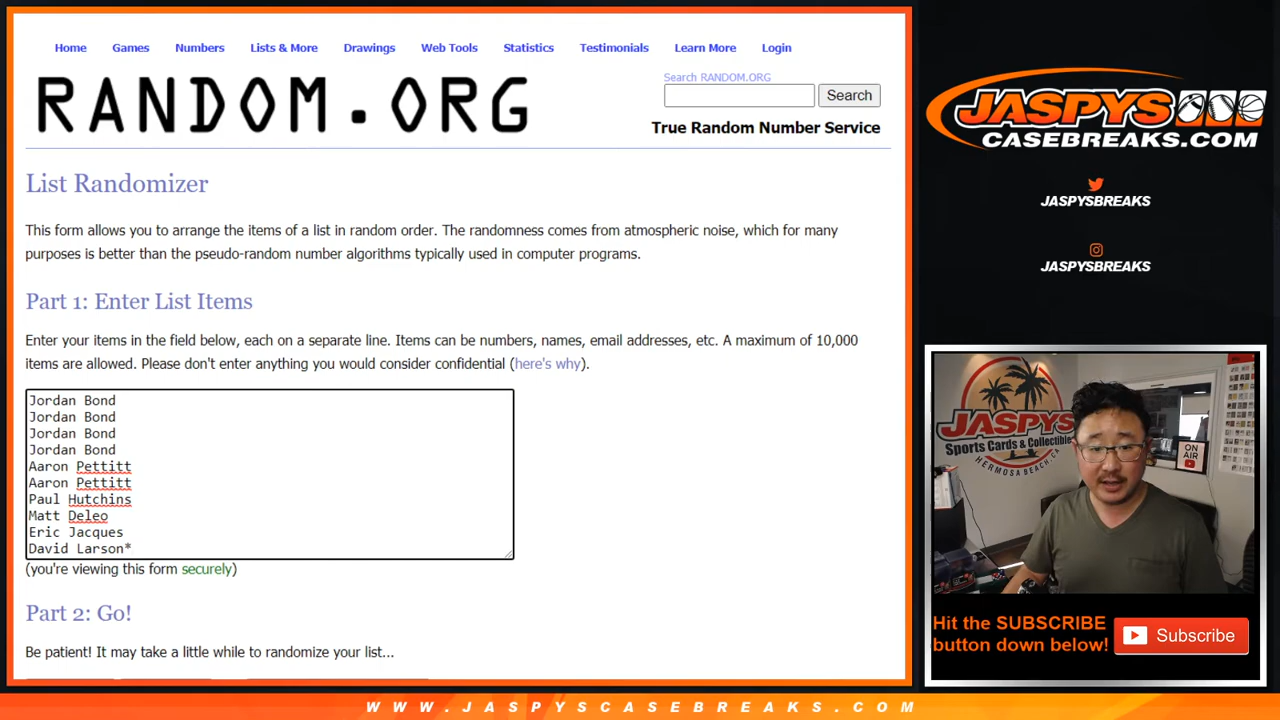 Home Games Numbers Lists & More Drawings Web Tools Statistics Testimonials Learn More Login
RANDOM.ORG
Search RANDOM.ORG
Search
True Random Number Service
List Randomizer
This form allows you to arrange the items of a list in random order. The randomness comes from atmospheric noise, which for many
purposes is better than the pseudo-random number algorithms typically used in computer programs.
Part 1: Enter List Items
Enter your items in the field below, each on a separate line. Items can be numbers, names, email addresses, etc. A maximum of 10,000
items are allowed. Please don't enter anything you would consider confidential (here's why).
Jordan Bond
Jordan Bond
Jordan Bond
Jordan Bond
Aaron Pettitt
Aaron Pettitt
Paul Hutchins
Matt Deleo
Eric Jacques
David Larson*
(you're viewing this form securely)
Part 2: Go!
Be patient! It may take a little while to randomize your list...
JASPYS
CASEBREAKS.COM
JASPYSBREAKS
JASPYSBREAKS
JASPYS
Sports Cards & Collectibles
HERMOSA BEACH, CA
ON
AIR
Hit the SUBSCRIBE
button down below!
Subscribe
WWW.JASPYSCASEBREAKS.COM